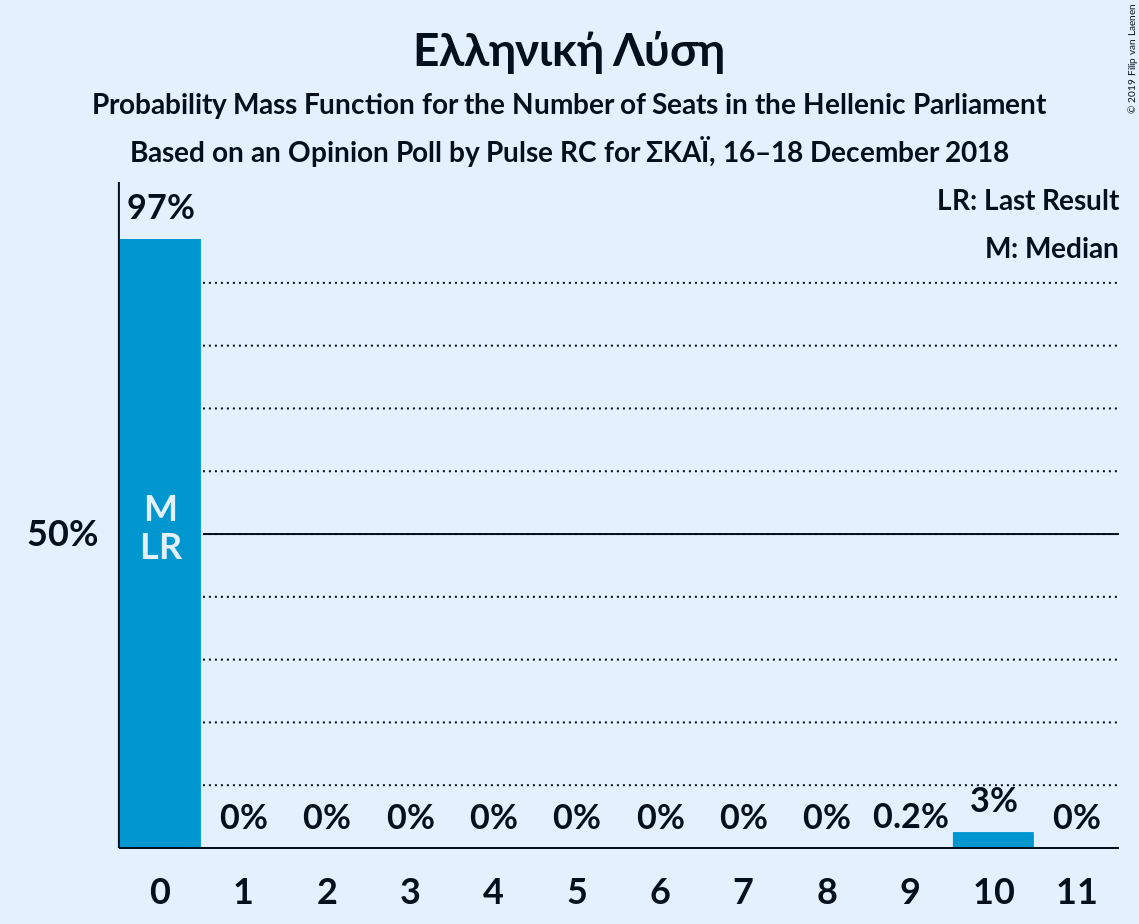 Ελληνική Λύση
Probability Mass Function for the Number of Seats in the Hellenic Parliament
Based on an Opinion Poll by Pulse RC for ΣΚΑΪ, 16–18 December 2018
© 2019 Filip van Laenen
LR: Last Result
M: Median
97%
M
LR
50%
0% 0% 0% 0% 0% 0% 0% 0% 0.2% 3% 0%
0 1 2 3 4 5 6 7 8 9 10 11